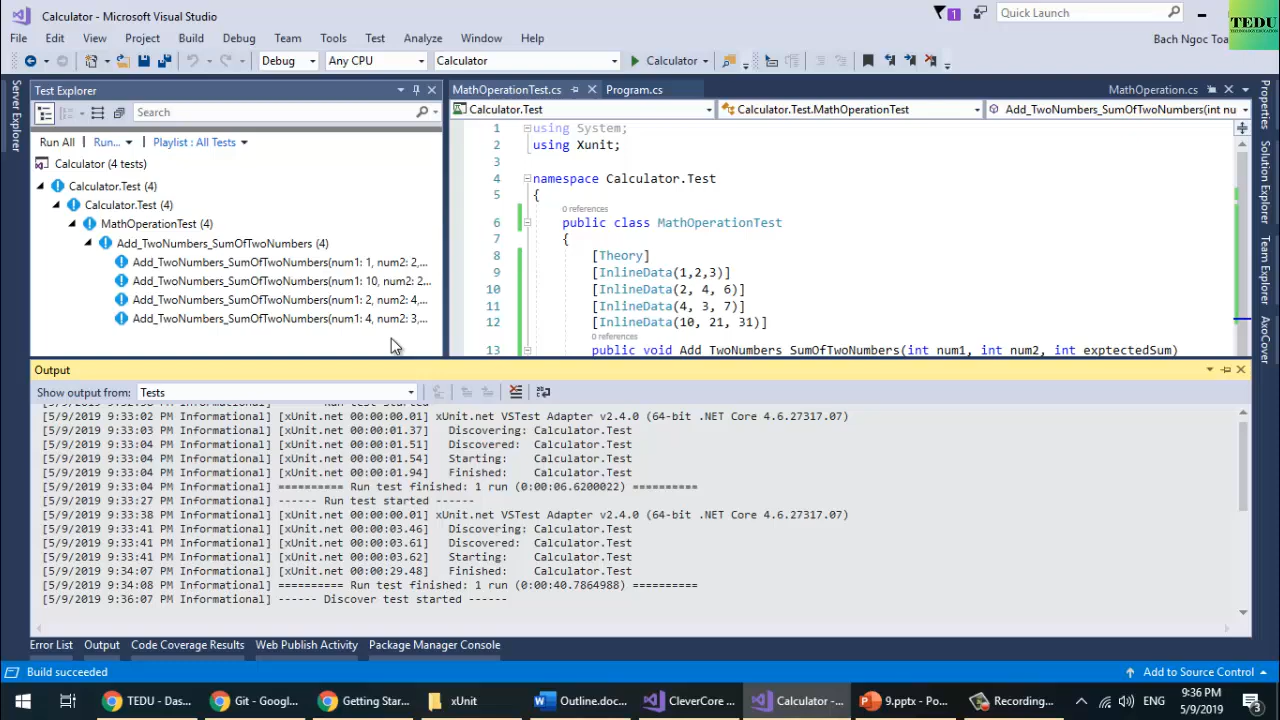 Calculator - Microsoft Visual Studio
1
Quick Launch
TEDU
File Edit View Project Build Debug Team Tools Test Analyze Window Help
Bach Ngoc Toa
Debug Any CPU Calculator Calculator
Server Explorer
Test Explorer
Search
Run All Run... Playlist : All Tests
Calculator (4 tests)
Calculator.Test (4)
Calculator.Test (4)
MathOperationTest (4)
Add_TwoNumbers_SumOfTwoNumbers (4)
Add_TwoNumbers_SumOfTwoNumbers(num1: 1, num2: 2,...
Add_TwoNumbers_SumOfTwoNumbers(num1: 10, num2: 2...
Add_TwoNumbers_SumOfTwoNumbers(num1: 2, num2: 4,...
Add_TwoNumbers_SumOfTwoNumbers(num1: 4, num2: 3,...
MathOperationTest.cs Program.cs MathOperation.cs
Calculator.Test Calculator.Test.MathOperationTest Add_TwoNumbers_SumOfTwoNumbers(int nu
1 using System;
2 using Xunit;
3
4 namespace Calculator.Test
5 {
0 references
6 public class MathOperationTest
7 {
8 [Theory]
9 [InlineData(1,2,3)]
10 [InlineData(2, 4, 6)]
11 [InlineData(4, 3, 7)]
12 [InlineData(10, 21, 31)]
0 references
13 public void Add_TwoNumbers_SumOfTwoNumbers(int num1, int num2, int exptectedSum)
Properties
Solution Explorer
Team Explorer
AxoCover
Output
Show output from: Tests
[5/9/2019 9:33:02 PM Informational] [xUnit.net 00:00:00.01] xUnit.net VSTest Adapter v2.4.0 (64-bit .NET Core 4.6.27317.07)
[5/9/2019 9:33:03 PM Informational] [xUnit.net 00:00:01.37] Discovering: Calculator.Test
[5/9/2019 9:33:04 PM Informational] [xUnit.net 00:00:01.51] Discovered: Calculator.Test
[5/9/2019 9:33:04 PM Informational] [xUnit.net 00:00:01.54] Starting: Calculator.Test
[5/9/2019 9:33:04 PM Informational] [xUnit.net 00:00:01.94] Finished: Calculator.Test
[5/9/2019 9:33:04 PM Informational] ========== Run test finished: 1 run (0:00:06.6200022) ==========
[5/9/2019 9:33:27 PM Informational] ------ Run test started ------
[5/9/2019 9:33:38 PM Informational] [xUnit.net 00:00:00.01] xUnit.net VSTest Adapter v2.4.0 (64-bit .NET Core 4.6.27317.07)
[5/9/2019 9:33:41 PM Informational] [xUnit.net 00:00:03.46] Discovering: Calculator.Test
[5/9/2019 9:33:41 PM Informational] [xUnit.net 00:00:03.61] Discovered: Calculator.Test
[5/9/2019 9:33:41 PM Informational] [xUnit.net 00:00:03.62] Starting: Calculator.Test
[5/9/2019 9:34:07 PM Informational] [xUnit.net 00:00:29.48] Finished: Calculator.Test
[5/9/2019 9:34:08 PM Informational] ========== Run test finished: 1 run (0:00:40.7864988) ==========
[5/9/2019 9:36:07 PM Informational] ------ Discover test started ------
Error List Output Code Coverage Results Web Publish Activity Package Manager Console
Build succeeded Add to Source Control
TEDU - Das... Git - Googl... Getting Star... xUnit Outline.doc... CleverCore ... Calculator -... 9.pptx - Po... Recording... ENG
9:36 PM
5/9/2019
3